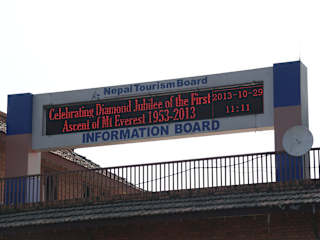 Nepal Tourism Board
Celebrating Diamond Jubilee of the First
Ascent of Mt Everest 1953-2013
2013-10-29
11:11
INFORMATION BOARD